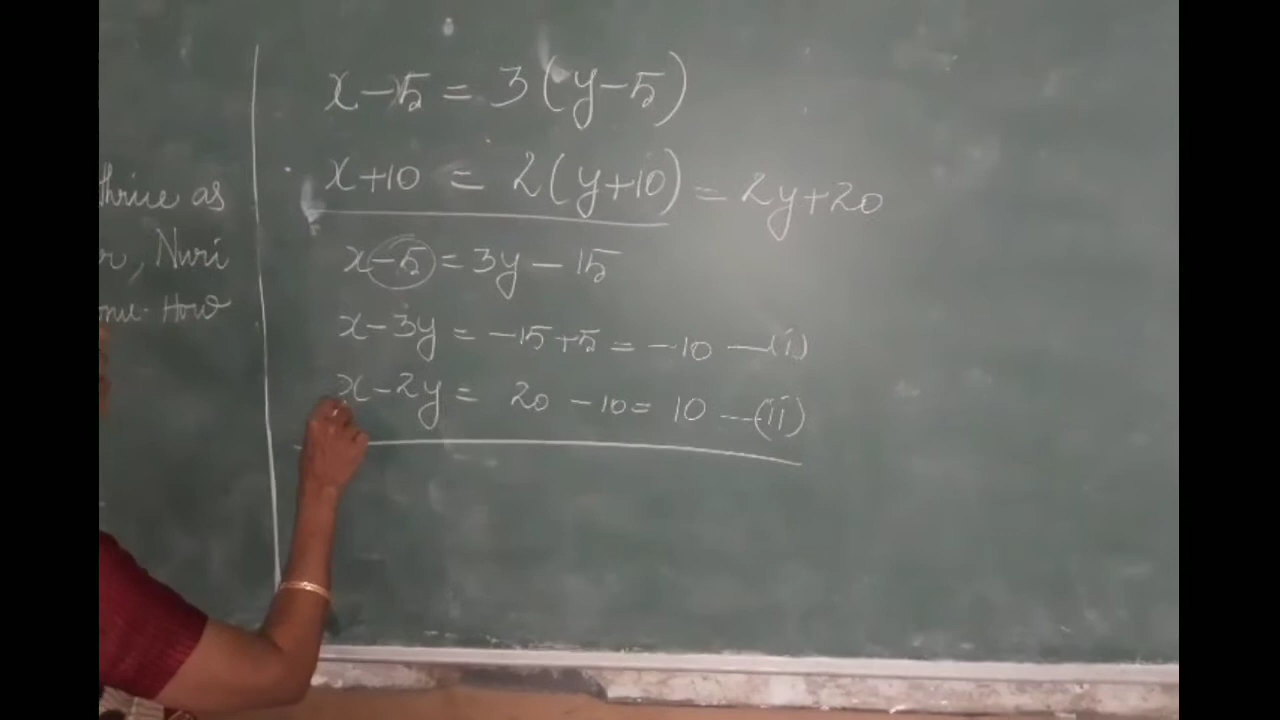 thrice as
Nuri
How
x-5 = 3(y-5)
x+10 = 2(y+10) = 2y+20
x-5 = 3y-15
x-3y = -15+5 = -10 —(i)
x-2y = 20-10 = 10 —(ii)